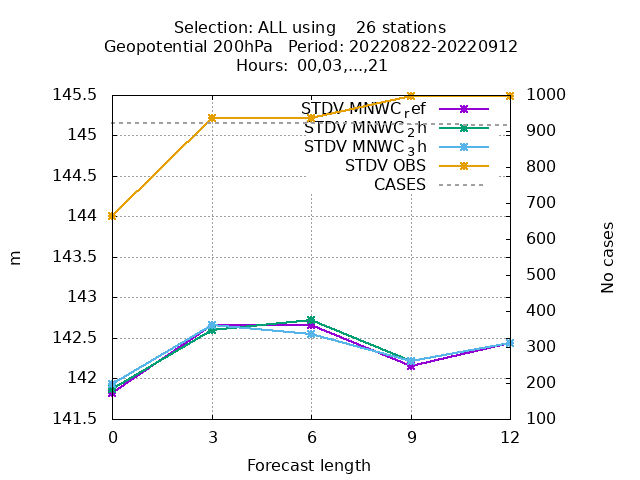 Selection: ALL using    26 stations
Geopotential 200hPa   Period: 20220822-20220912
Hours: 00,03,...,21
145.5
145
144.5
144
143.5
143
142.5
142
141.5
1000
900
800
700
600
500
400
300
200
100
0 3 6 9 12
m
No cases
Forecast length
STDV MNWC_ref
STDV MNWC_2h
STDV MNWC_3h
STDV OBS
CASES